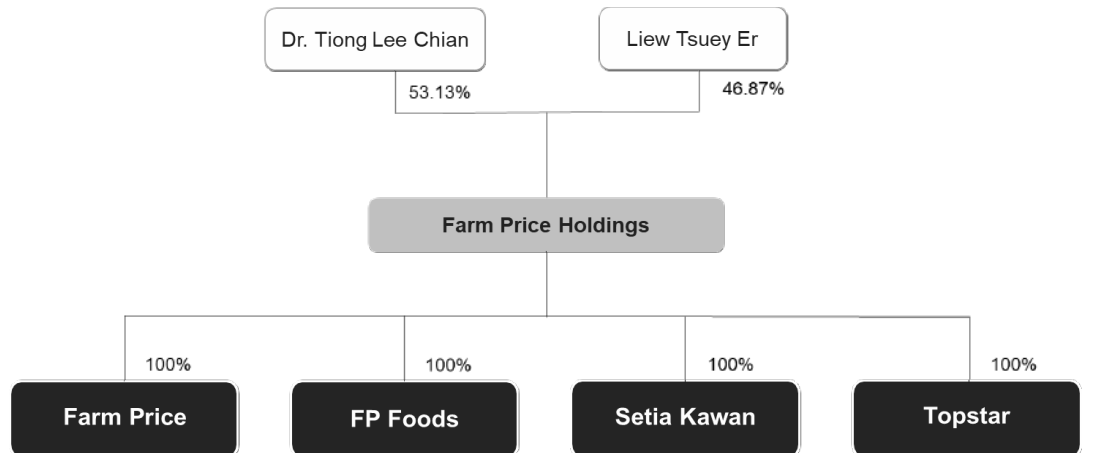 Dr. Tiong Lee Chian
Liew Tsuey Er
53.13%
46.87%
Farm Price Holdings
100%
100%
100%
100%
Farm Price
FP Foods
Setia Kawan
Topstar